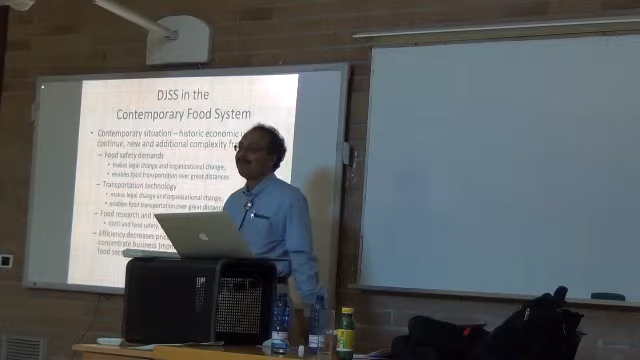 DJSS in the
Contemporary Food System
• Contemporary situation – historic economic
continue, new and additional complexity
– Food safety demands
• makes legal change and organizational change,
• enables food transportation over great distances
– Transportation technology
• makes legal change and organizational change,
• enables food transportation over great distances
– Food research and
• GMO and food safety
– Efficiency decreases
concentrate business
food